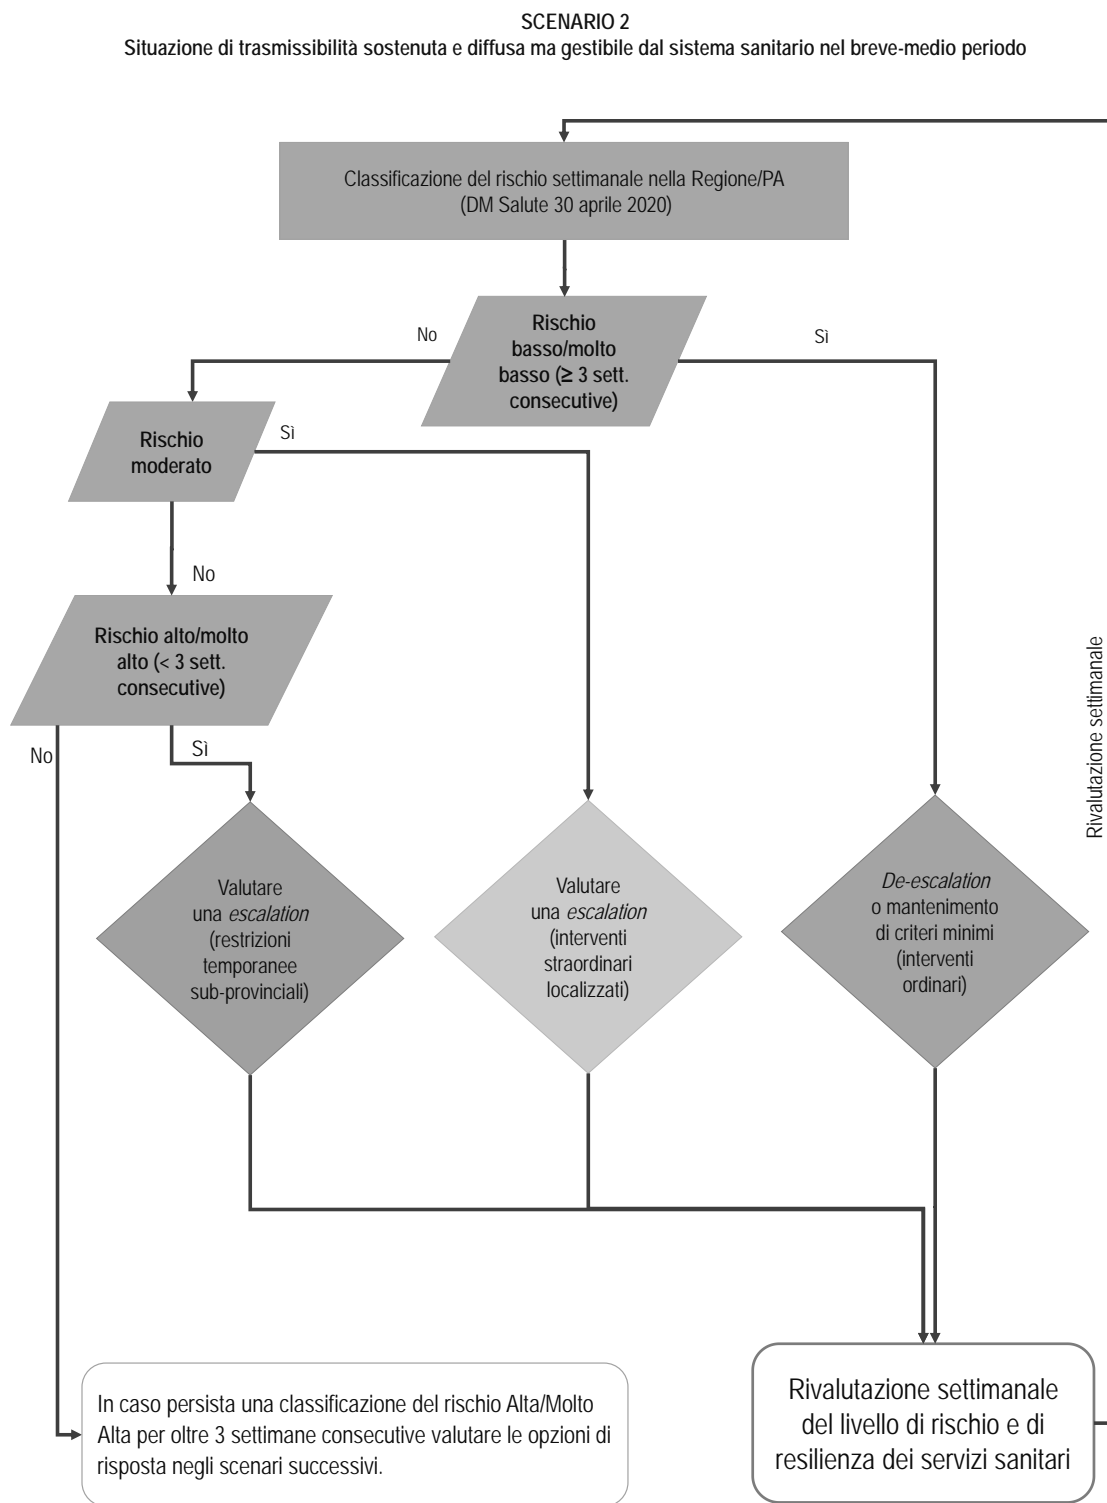 SCENARIO 2
Situazione di trasmissibilità sostenuta e diffusa ma gestibile dal sistema sanitario nel breve-medio periodo
Classificazione del rischio settimanale nella Regione/PA
(DM Salute 30 aprile 2020)
Rischio
basso/molto
basso (≥ 3 sett.
consecutive)
No
Sì
Rischio
moderato
Sì
No
Rischio alto/molto
alto (< 3 sett.
consecutive)
No
Sì
Valutare
una escalation
(restrizioni
temporanee
sub-provinciali)
Valutare
una escalation
(interventi
straordinari
localizzati)
De-escalation
o mantenimento
di criteri minimi
(interventi
ordinari)
Rivalutazione settimanale
In caso persista una classificazione del rischio Alta/Molto
Alta per oltre 3 settimane consecutive valutare le opzioni di
risposta negli scenari successivi.
Rivalutazione settimanale
del livello di rischio e di
resilienza dei servizi sanitari